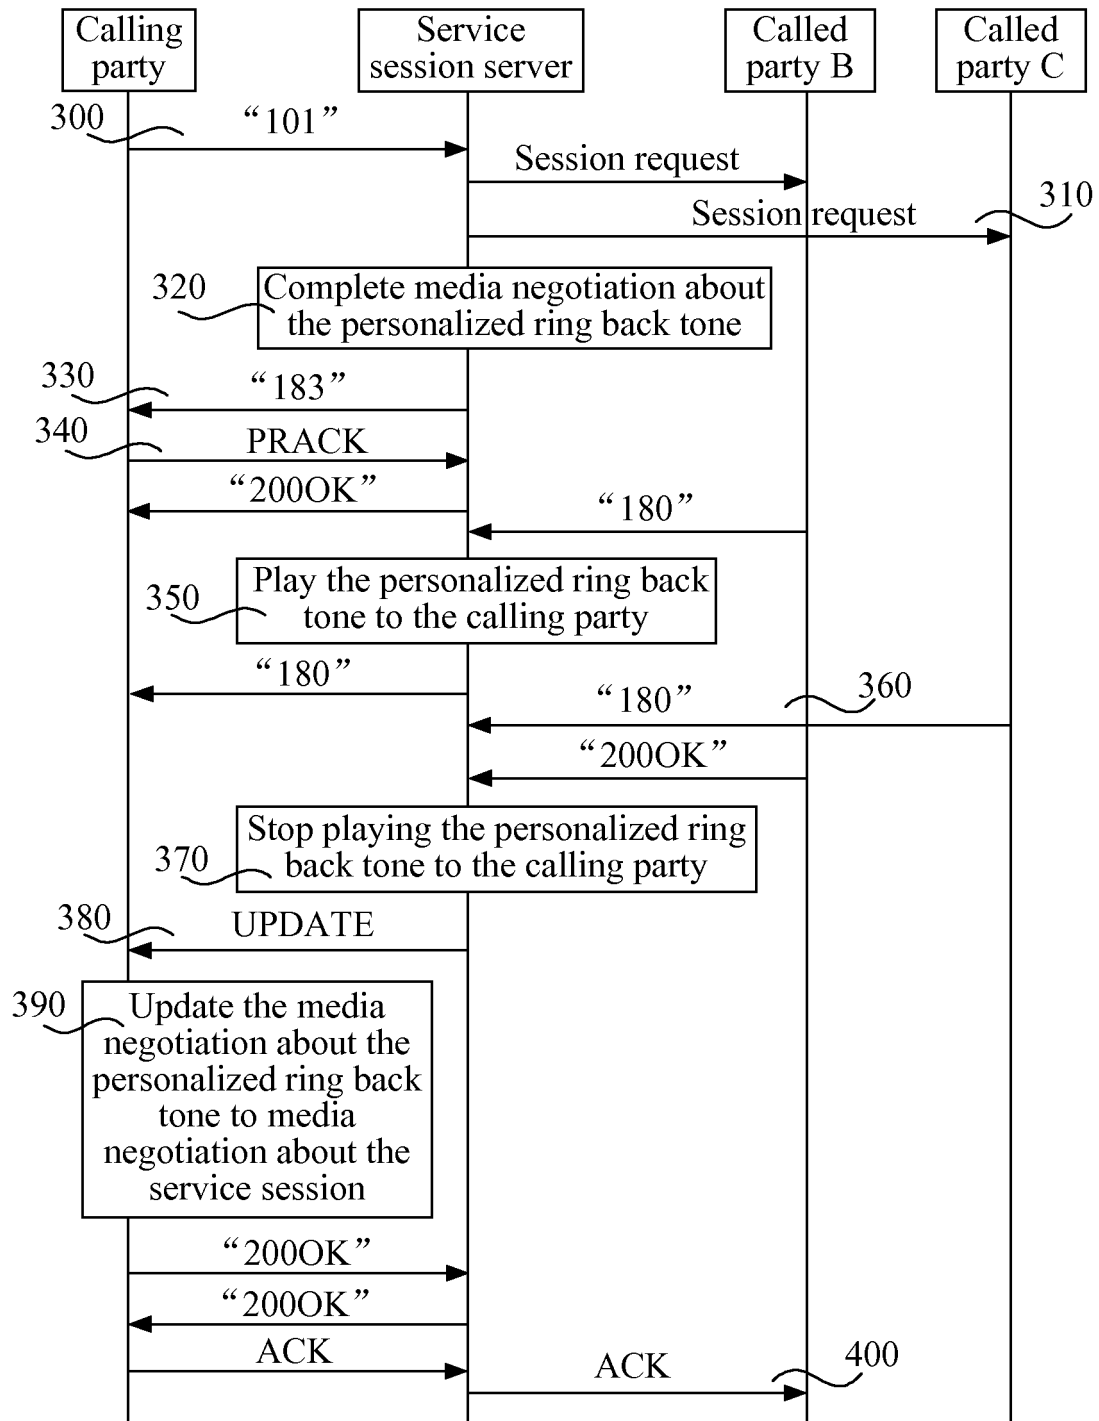 Calling
party
Service
session server
Called
party B
Called
party C
300
“101”
Session request
310
Session request
320
Complete media negotiation about
the personalized ring back tone
330
“183”
340
PRACK
“200OK”
“180”
350
Play the personalized ring back
tone to the calling party
“180”
“180”
360
“200OK”
370
Stop playing the personalized ring
back tone to the calling party
380
UPDATE
390
Update the media
negotiation about the
personalized ring back
tone to media
negotiation about the
service session
“200OK”
“200OK”
ACK
ACK
400